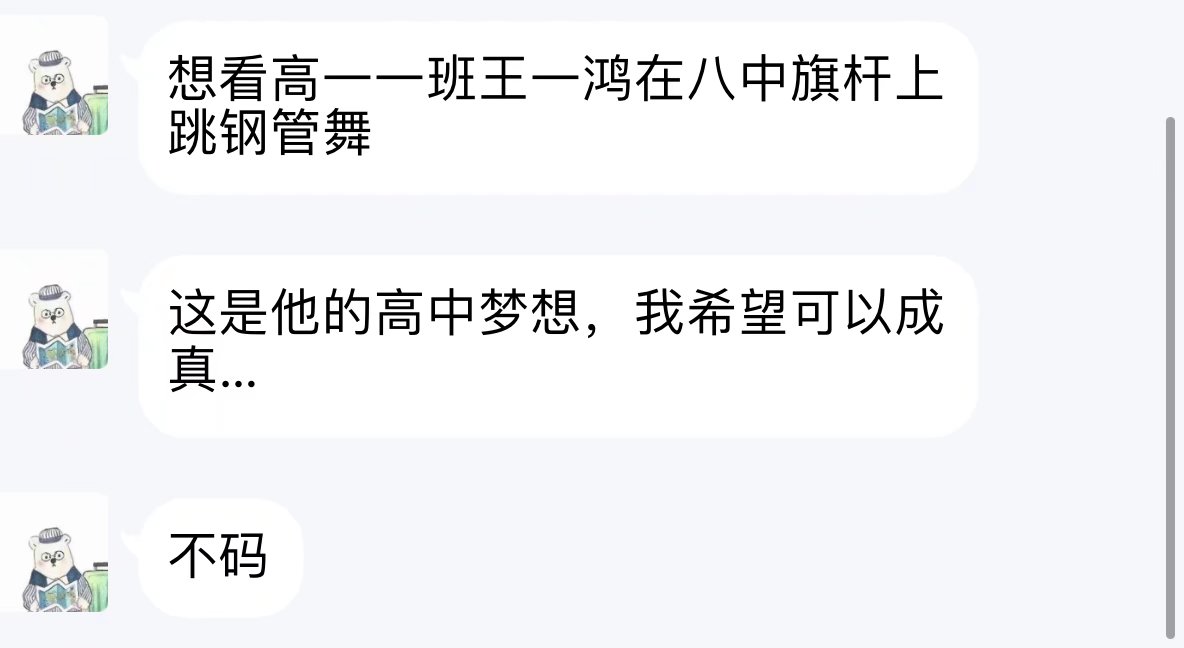 想看高一一班王一鸿在八中旗杆上
跳钢管舞
这是他的高中梦想，我希望可以成
真...
不码